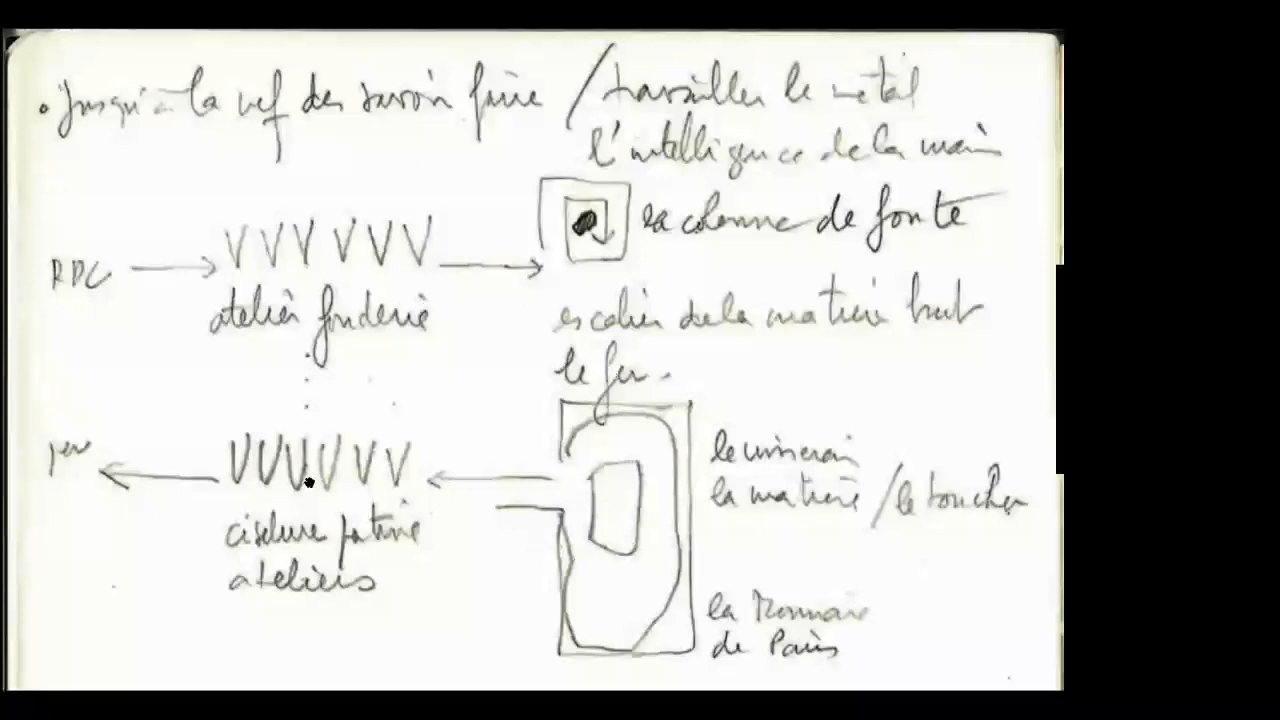 • Jusqu'à la nef des savoir faire / travailler le métal
l'intelligence de la main
la colonne de fonte
RDC
atelier fonderie
escalier de la matière brut
le feu.
1er
ciselure patine
ateliers
le minerai
la matière / le toucher
la Monnaie
de Paris